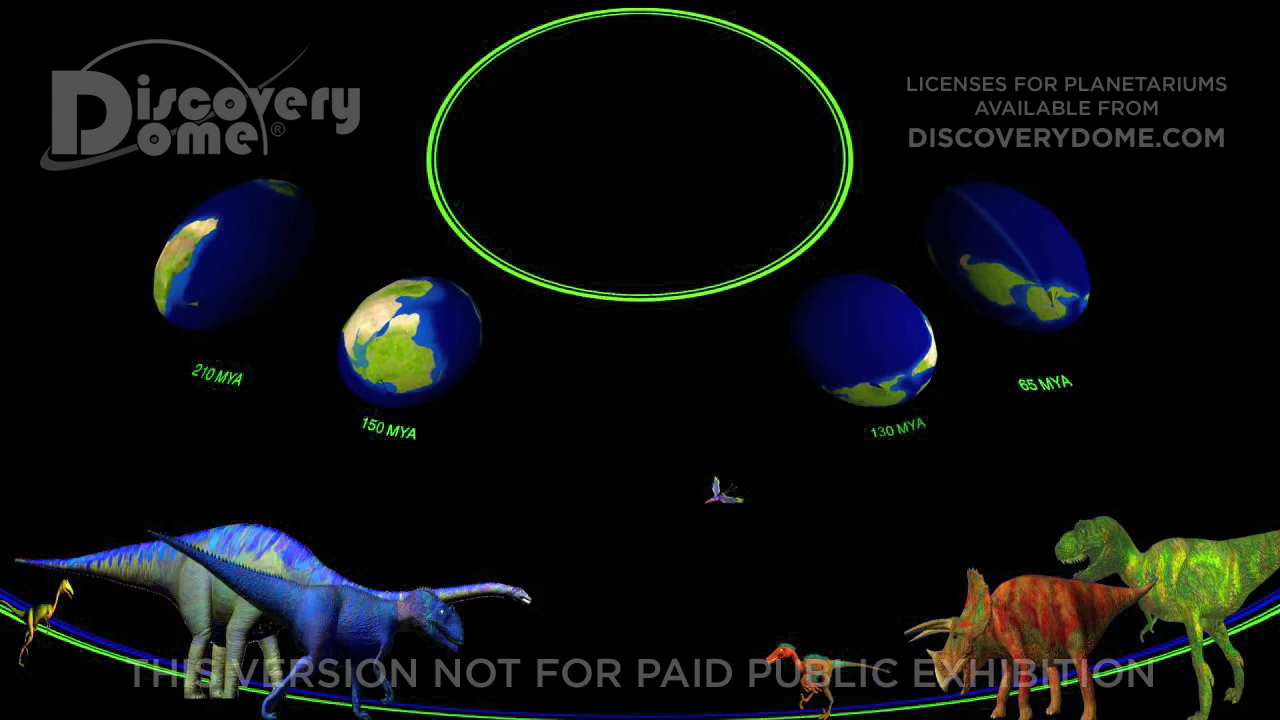 Discovery
Dome®
LICENSES FOR PLANETARIUMS
AVAILABLE FROM
DISCOVERYDOME.COM
210 MYA
150 MYA
130 MYA
65 MYA
THIS VERSION NOT FOR PAID PUBLIC EXHIBITION